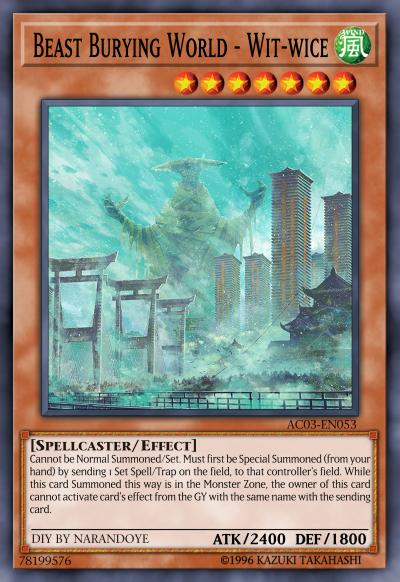 BEAST BURYING WORLD - WIT-WICE
WIND
風
AC03-EN053
[SPELLCASTER/EFFECT]
Cannot be Normal Summoned/Set. Must first be Special Summoned (from your
hand) by sending 1 Set Spell/Trap on the field, to that controller's field. While
this card Summoned this way is in the Monster Zone, the owner of this card
cannot activate card's effect from the GY with the same name with the sending
card.
DIY BY NARANDOYE
ATK/2400 DEF/1800
78199576
©1996 KAZUKI TAKAHASHI